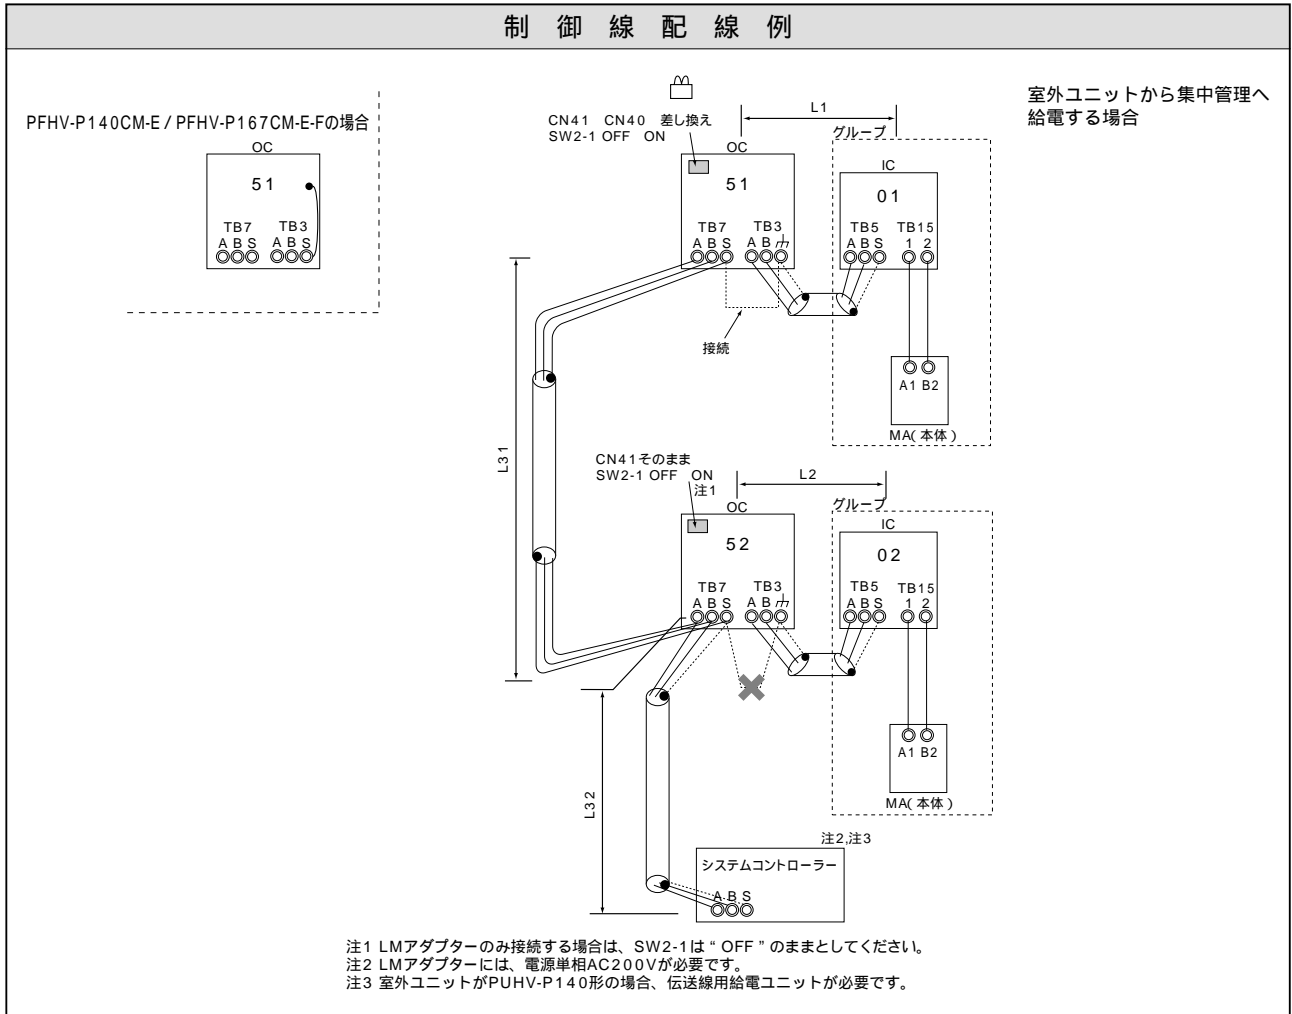 制御線配線例
PFHV-P140CM-E / PFHV-P167CM-E-Fの場合
OC
51
TB7 TB3
A B S A B S
室外ユニットから集中管理へ
給電する場合
CN41 CN40 差し換え
SW2-1 OFF ON
L1
グループ
OC
51
TB7 TB3
A B S A B
IC
01
TB5 TB15
A B S 1 2
接続
A1 B2
MA(本体)
L31
CN41そのまま
SW2-1 OFF ON
注1
L2
グループ
OC
52
TB7 TB3
A B S A B
IC
02
TB5 TB15
A B S 1 2
A1 B2
MA(本体)
L32
注2,注3
システムコントローラー
A B S
注1 LMアダプターのみ接続する場合は、SW2-1は“OFF”のままとしてください。
注2 LMアダプターには、電源単相AC200Vが必要です。
注3 室外ユニットがPUHV-P140形の場合、伝送線用給電ユニットが必要です。